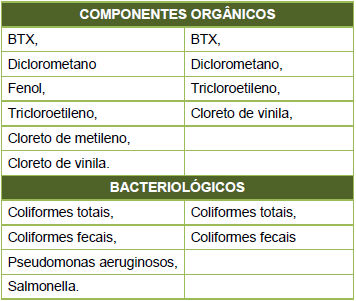 COMPONENTES ORGÂNICOS
BTX, BTX,
Diclorometano Diclorometano,
Fenol, Tricloroetileno,
Tricloroetileno, Cloreto de vinila,
Cloreto de metileno,
Cloreto de vinila.
BACTERIOLÓGICOS
Coliformes totais, Coliformes totais,
Coliformes fecais, Coliformes fecais
Pseudomonas aeruginosos,
Salmonella.